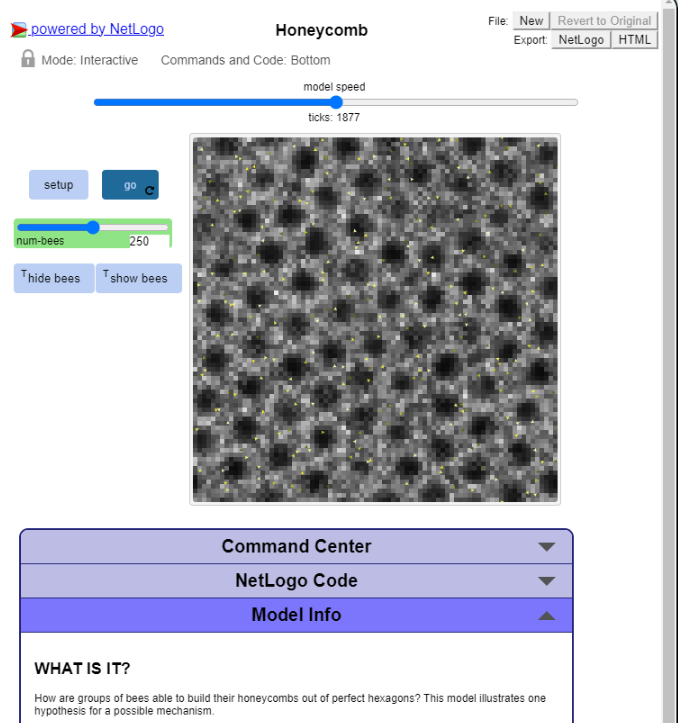 powered by NetLogo
Honeycomb
File: New Revert to Original
Export: NetLogo HTML
Mode: Interactive Commands and Code: Bottom
model speed
ticks: 1877
setup
go
num-bees 250
T hide bees T show bees
Command Center
NetLogo Code
Model Info
WHAT IS IT?
How are groups of bees able to build their honeycombs out of perfect hexagons? This model illustrates one
hypothesis for a possible mechanism.